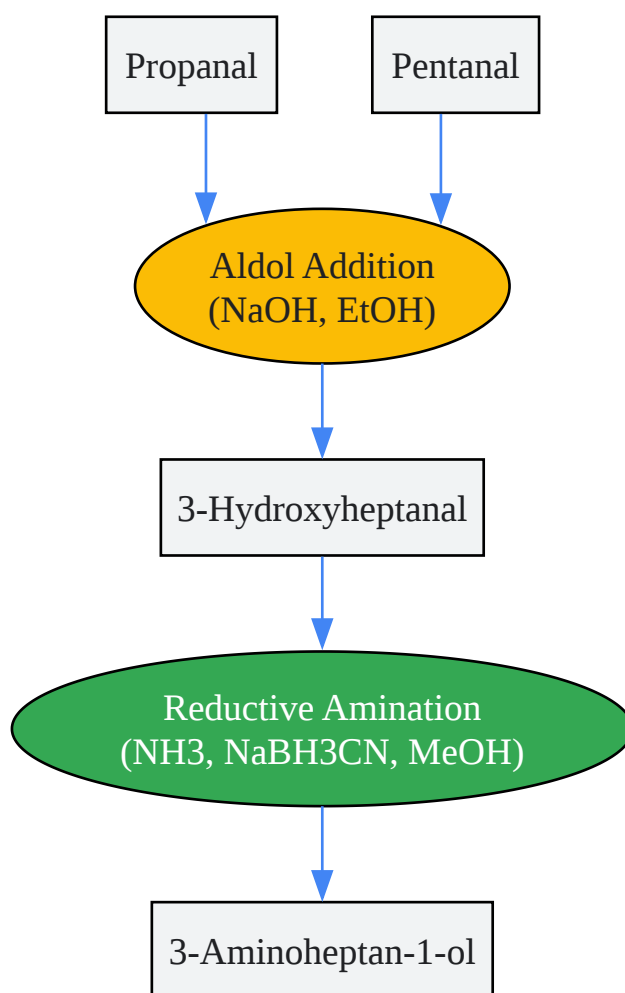 Propanal
Pentanal
Aldol Addition
(NaOH, EtOH)
3-Hydroxyheptanal
Reductive Amination
(NH3, NaBH3CN, MeOH)
3-Aminoheptan-1-ol